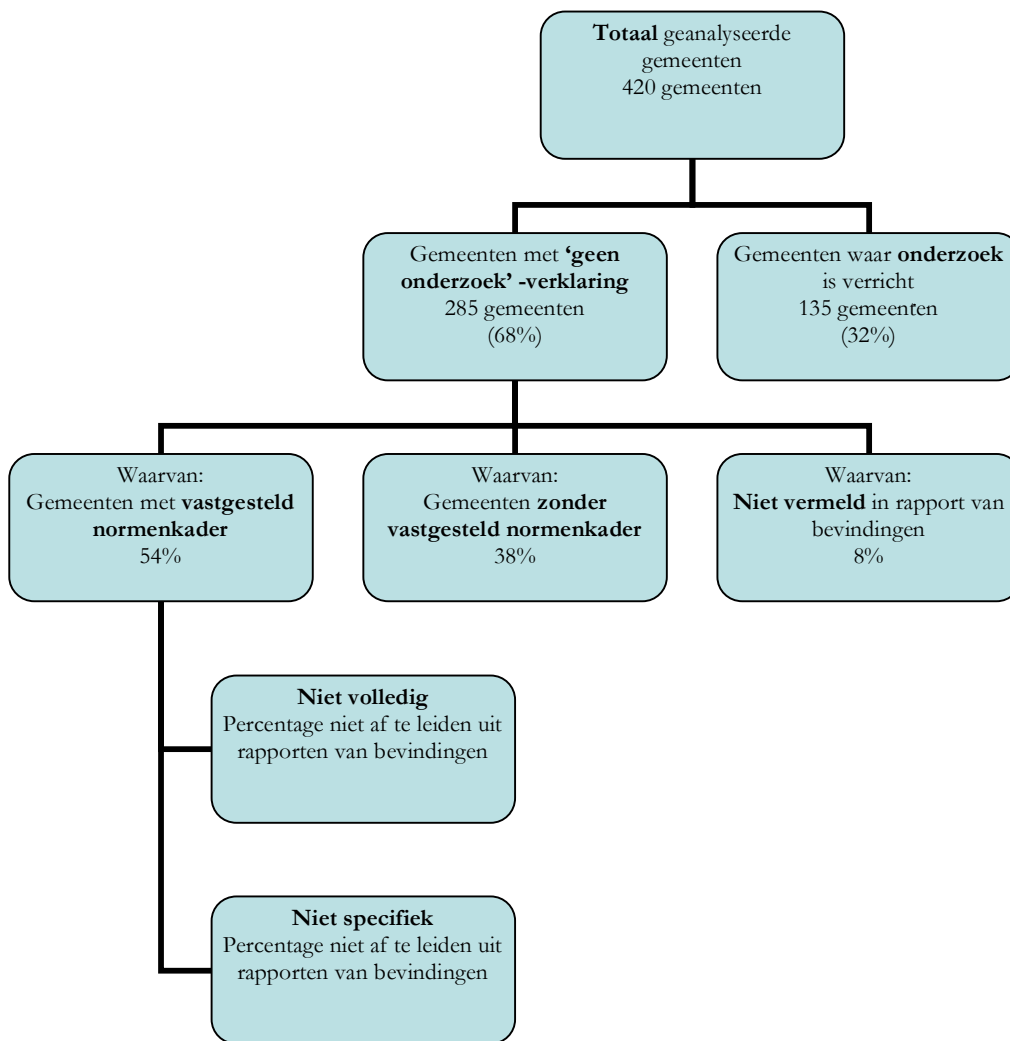 Totaal geanalyseerde
gemeenten
420 gemeenten
Gemeenten met ‘geen
onderzoek’ -verklaring
285 gemeenten
(68%)
Gemeenten waar onderzoek
is verricht
135 gemeenten
(32%)
Waarvan:
Gemeenten met vastgesteld
normenkader
54%
Waarvan:
Gemeenten zonder
vastgesteld normenkader
38%
Waarvan:
Niet vermeld in rapport van
bevindingen
8%
Niet volledig
Percentage niet af te leiden uit
rapporten van bevindingen
Niet specifiek
Percentage niet af te leiden uit
rapporten van bevindingen